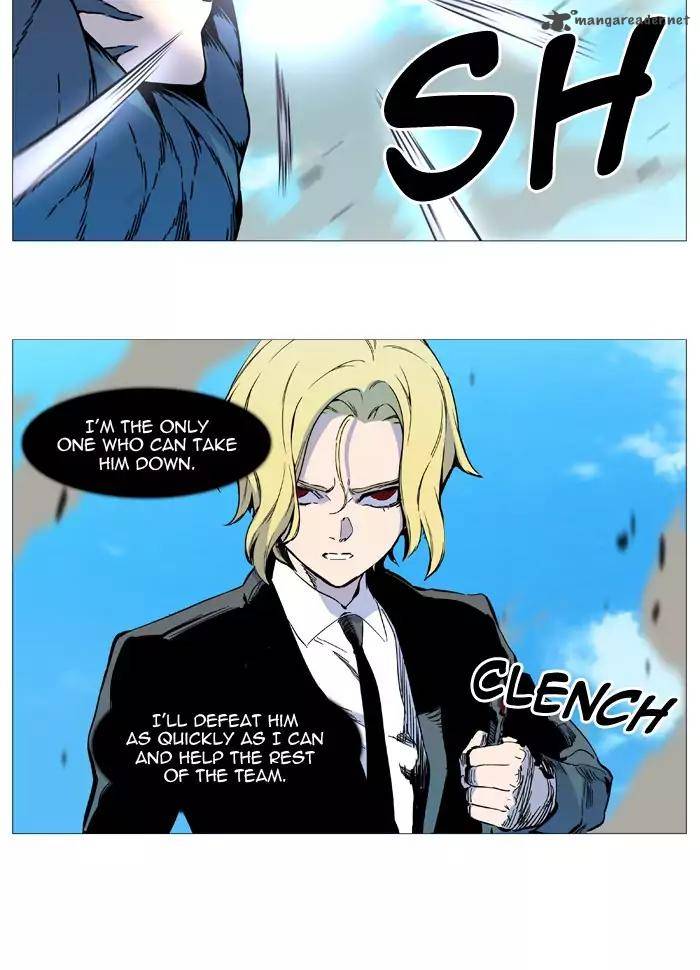 mangareader.net
SH
I'M THE ONLY
ONE WHO CAN TAKE
HIM DOWN.
CLENCH
I'LL DEFEAT HIM
AS QUICKLY AS I CAN
AND HELP THE REST
OF THE TEAM.